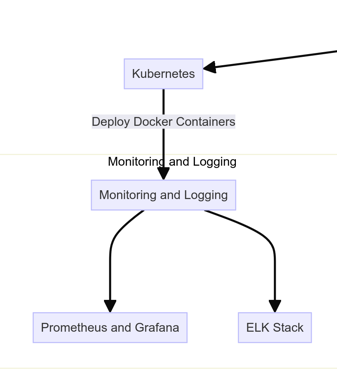 Kubernetes
Deploy Docker Containers
Monitoring and Logging
Monitoring and Logging
Prometheus and Grafana
ELK Stack